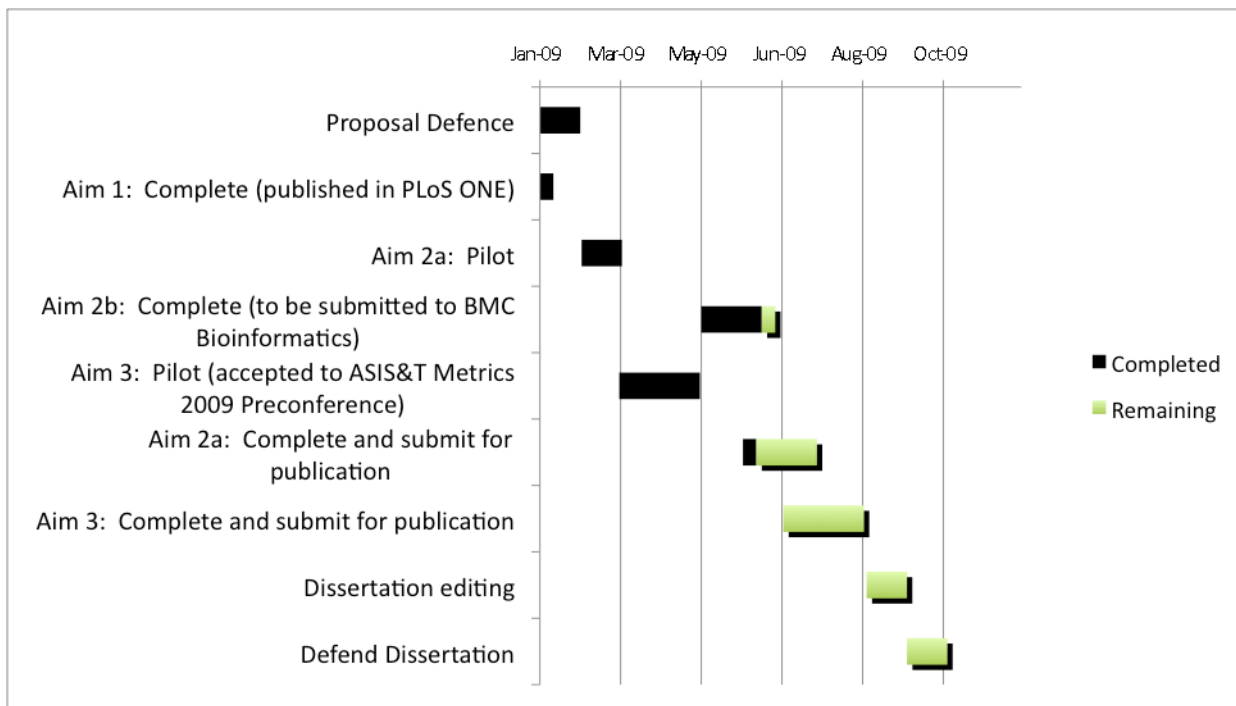 Jan-09 Mar-09 May-09 Jun-09 Aug-09 Oct-09
Proposal Defence
Aim 1:  Complete (published in PLoS ONE)
Aim 2a:  Pilot
Aim 2b:  Complete (to be submitted to BMC
Bioinformatics)
Aim 3:  Pilot (accepted to ASIS&T Metrics
2009 Preconference)
Aim 2a:  Complete and submit for
publication
Aim 3:  Complete and submit for publication
Dissertation editing
Defend Dissertation
Completed
Remaining